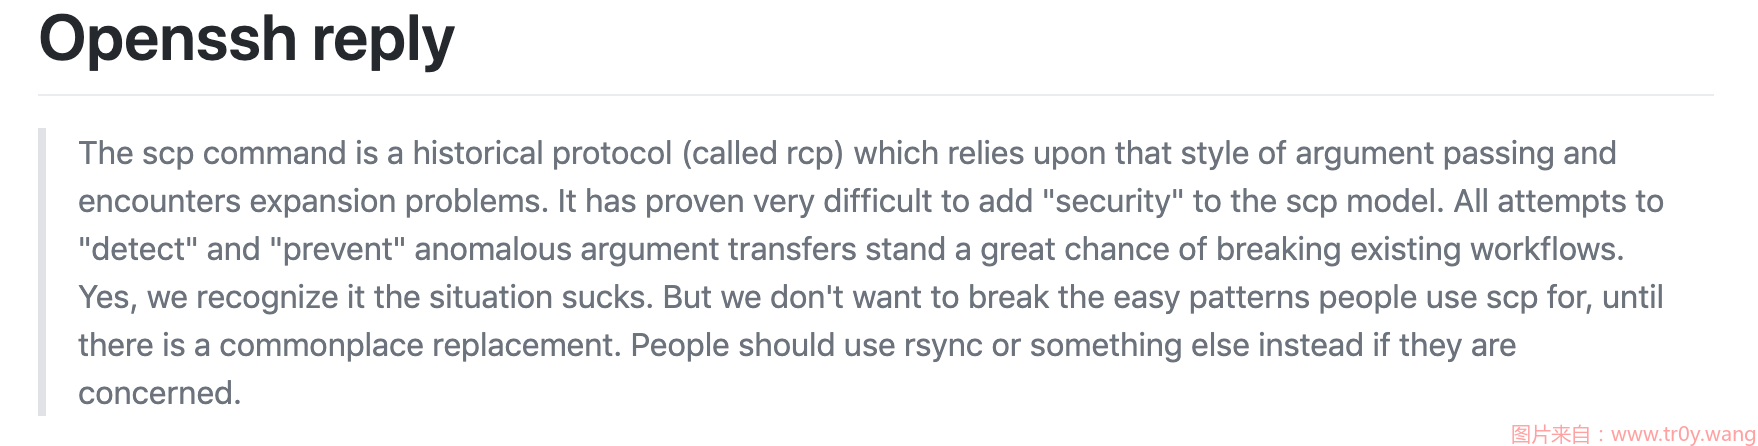 Openssh reply
The scp command is a historical protocol (called rcp) which relies upon that style of argument passing and
encounters expansion problems. It has proven very difficult to add "security" to the scp model. All attempts to
"detect" and "prevent" anomalous argument transfers stand a great chance of breaking existing workflows.
Yes, we recognize it the situation sucks. But we don't want to break the easy patterns people use scp for, until
there is a commonplace replacement. People should use rsync or something else instead if they are
concerned.
图片来自：www.tr0y.wang